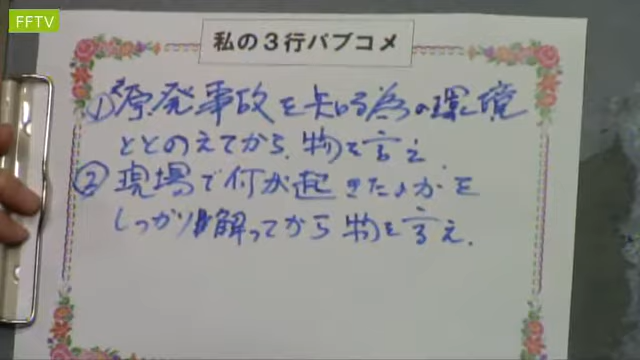 FFTV
私の3行パブコメ
①原発事故を知る為の環境
ととのえてから、物を言え
②現場で何が起きたのかを
しっかり解ってから物を言え.